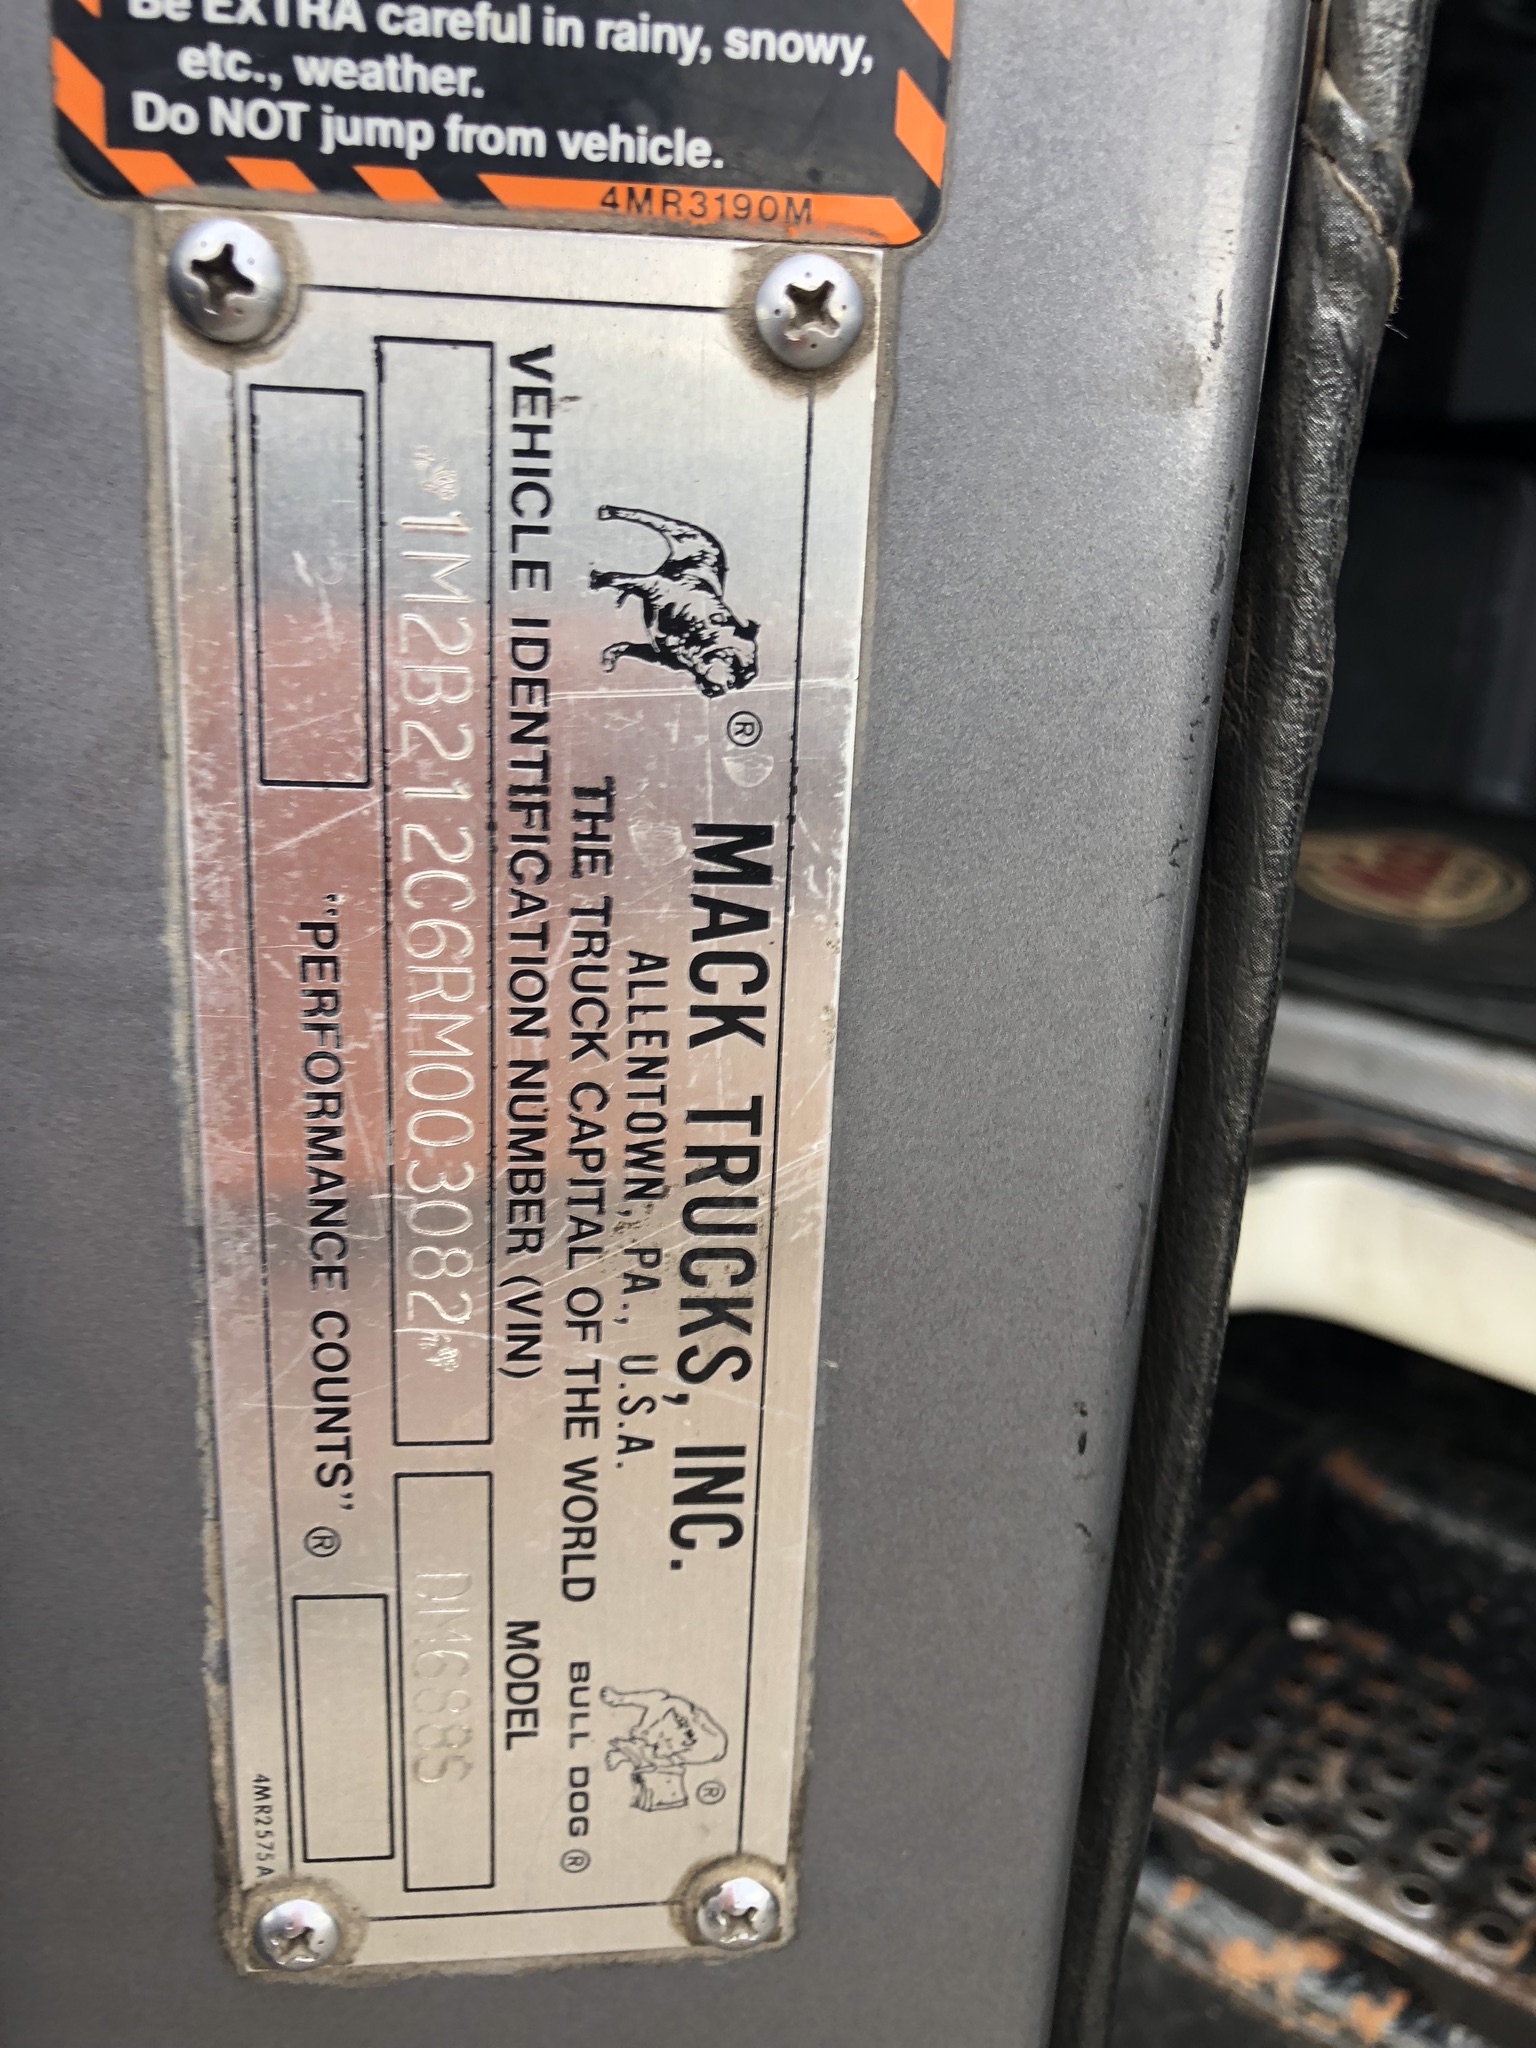 Be EXTRA careful in rainy, snowy,
etc., weather.
Do NOT jump from vehicle.
4MR3190M
® MACK TRUCKS, INC.
ALLENTOWN, PA., U.S.A.
®
THE TRUCK CAPITAL OF THE WORLD
BULL DOG ®
VEHICLE IDENTIFICATION NUMBER (VIN)
MODEL
1M2B212C6RM003082
DM688S
"PERFORMANCE COUNTS" ®
4MR2575A